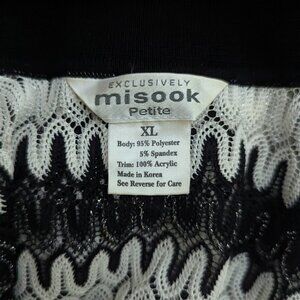 EXCLUSIVELY
misook
Petite
XL
Body: 95% Polyester
5% Spandex
Trim: 100% Acrylic
Made in Korea
See Reverse for Care